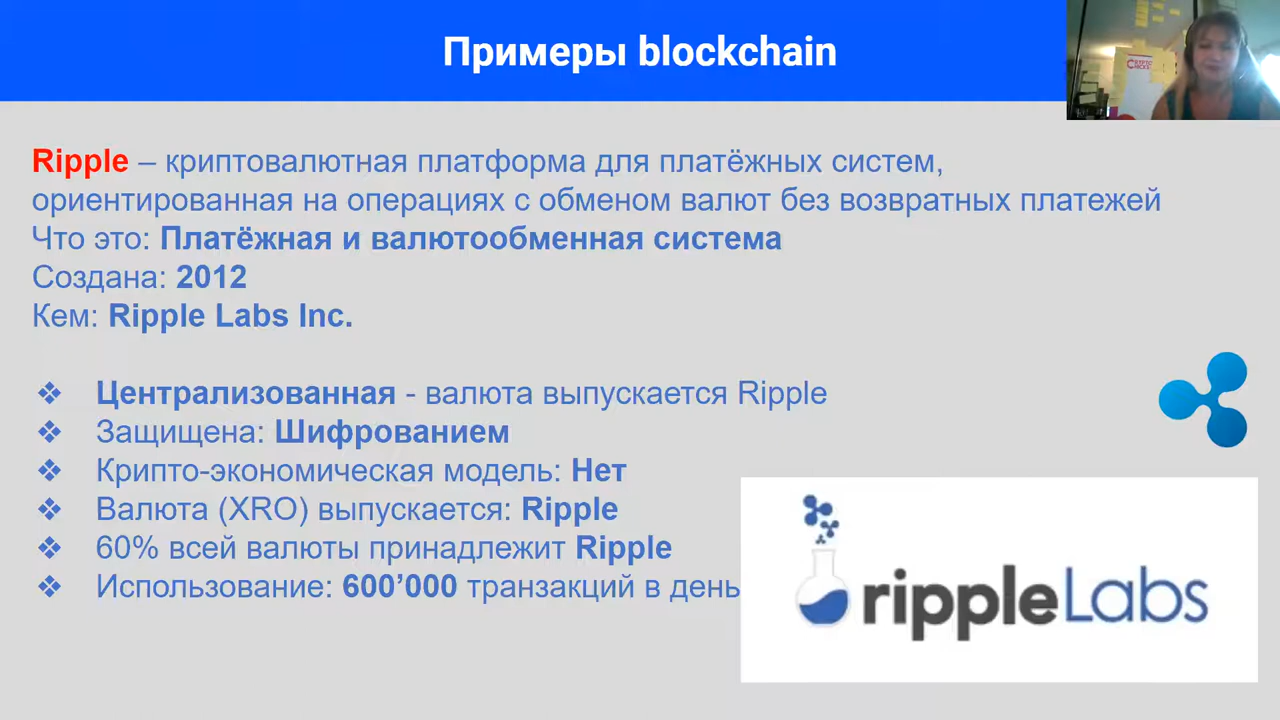 Примеры blockchain
Ripple – криптовалютная платформа для платёжных систем,
ориентированная на операциях с обменом валют без возвратных платежей
Что это: Платёжная и валютообменная система
Создана: 2012
Кем: Ripple Labs Inc.
❖ Централизованная - валюта выпускается Ripple
❖ Защищена: Шифрованием
❖ Крипто-экономическая модель: Нет
❖ Валюта (XRO) выпускается: Ripple
❖ 60% всей валюты принадлежит Ripple
❖ Использование: 600’000 транзакций в день
rippleLabs